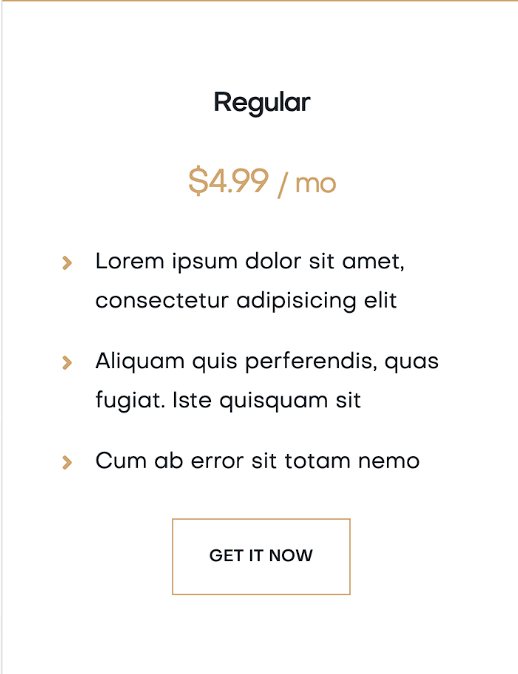 Regular
$4.99 / mo
Lorem ipsum dolor sit amet,
consectetur adipisicing elit
Aliquam quis perferendis, quas
fugiat. Iste quisquam sit
Cum ab error sit totam nemo
GET IT NOW